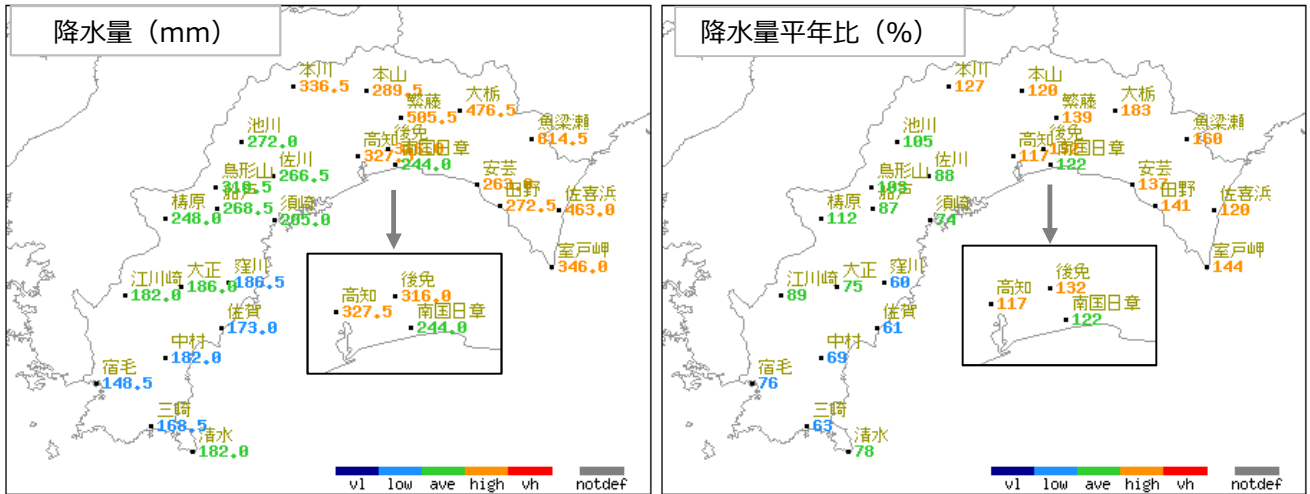 降水量（mm）
本川
336.5
本山
289.5
繁藤
505.5
大栃
476.5
魚梁瀬
614.5
池川
272.0
高知
後免
南国日章
244.0
鳥形山
佐川
266.5
安芸
船戸
268.5
梼原
248.0
須崎
205.0
田野
272.5
佐喜浜
463.0
室戸岬
346.0
江川崎
182.0
大正
186.0
窪川
186.5
佐賀
173.0
中村
182.0
宿毛
148.5
三崎
168.5
清水
182.0
後免
316.0
高知
327.5
南国日章
244.0
vl low ave high vh notdef
降水量平年比（%）
本川
127
本山
120
繁藤
139
大栃
183
魚梁瀬
160
池川
105
高知
117
後免
南国日章
122
鳥形山
佐川
88
安芸
137
船戸
87
梼原
112
須崎
74
田野
141
佐喜浜
120
室戸岬
144
江川崎
89
大正
75
窪川
60
佐賀
61
中村
69
宿毛
76
三崎
63
清水
78
後免
132
高知
117
南国日章
122
vl low ave high vh notdef